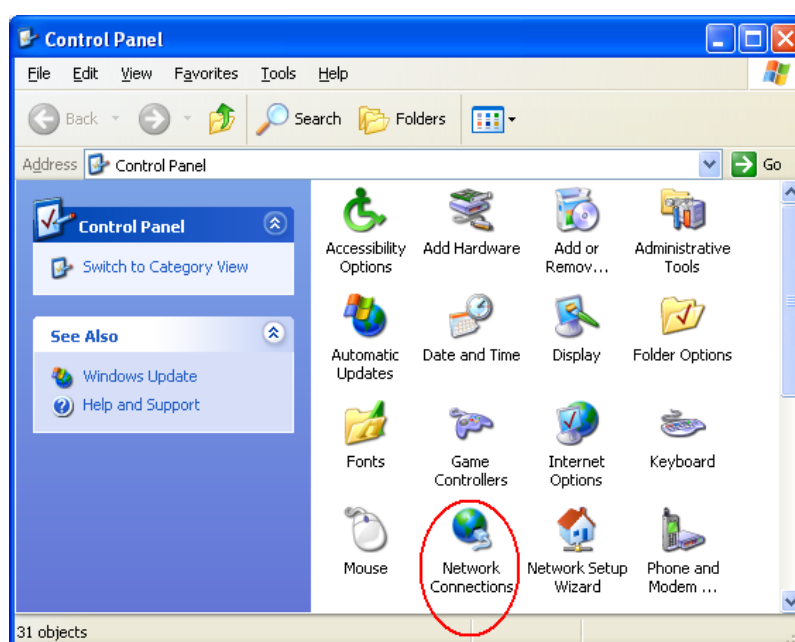 Control Panel
File Edit View Favorites Tools Help
Back Search Folders
Address Control Panel Go
Control Panel
Switch to Category View
See Also
Windows Update
Help and Support
Accessibility Options
Add Hardware
Add or Remov...
Administrative Tools
Automatic Updates
Date and Time
Display
Folder Options
Fonts
Game Controllers
Internet Options
Keyboard
Mouse
Network Connections
Network Setup Wizard
Phone and Modem ...
31 objects